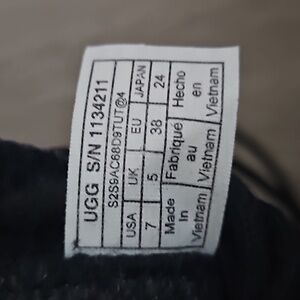 UGG S/N 1134211
S2S9AC68D9TUT@4
USA UK EU JAPAN
7 5 38 24
Made in Vietnam
Fabriqué au Vietnam
Hecho en Vietnam